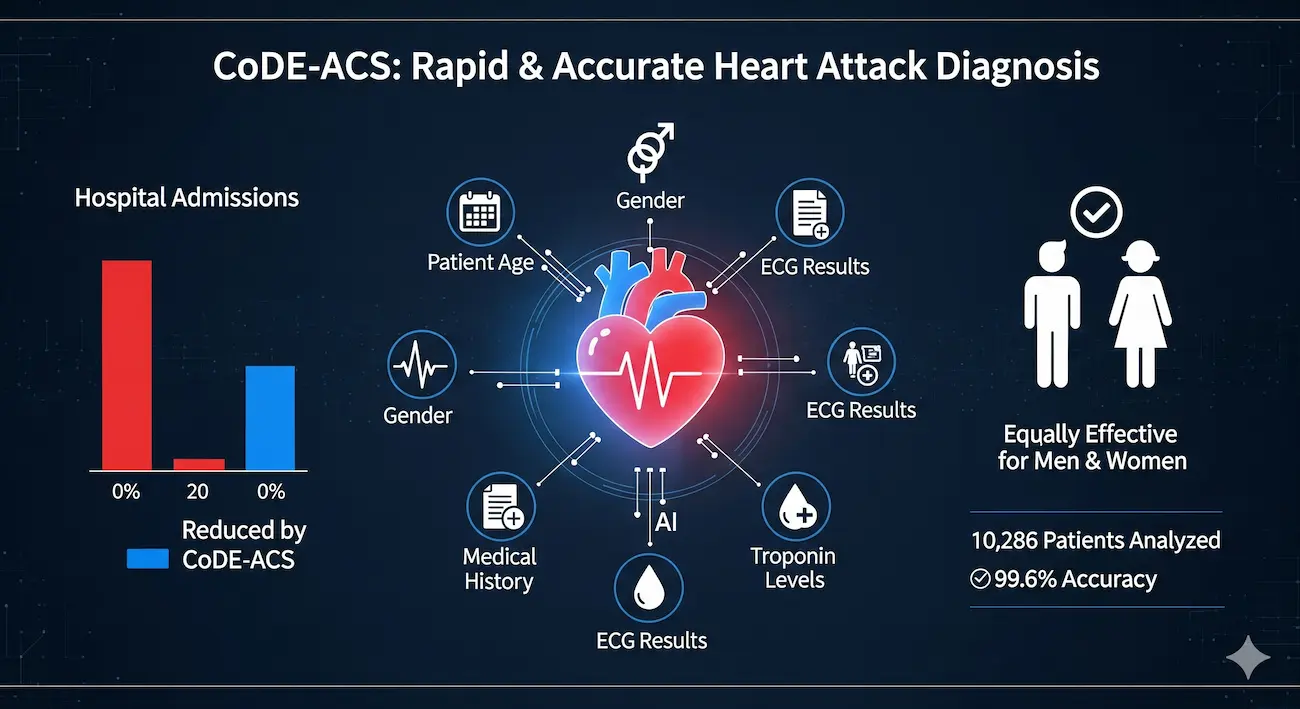 CoDE-ACS: Rapid & Accurate Heart Attack Diagnosis
Hospital Admissions
0%
20
0%
Reduced by
CoDE-ACS
Gender
Patient Age
ECG Results
Gender
ECG Results
Medical
History
AI
Troponin
Levels
ECG Results
Equally Effective
for Men & Women
10,286 Patients Analyzed
99.6% Accuracy